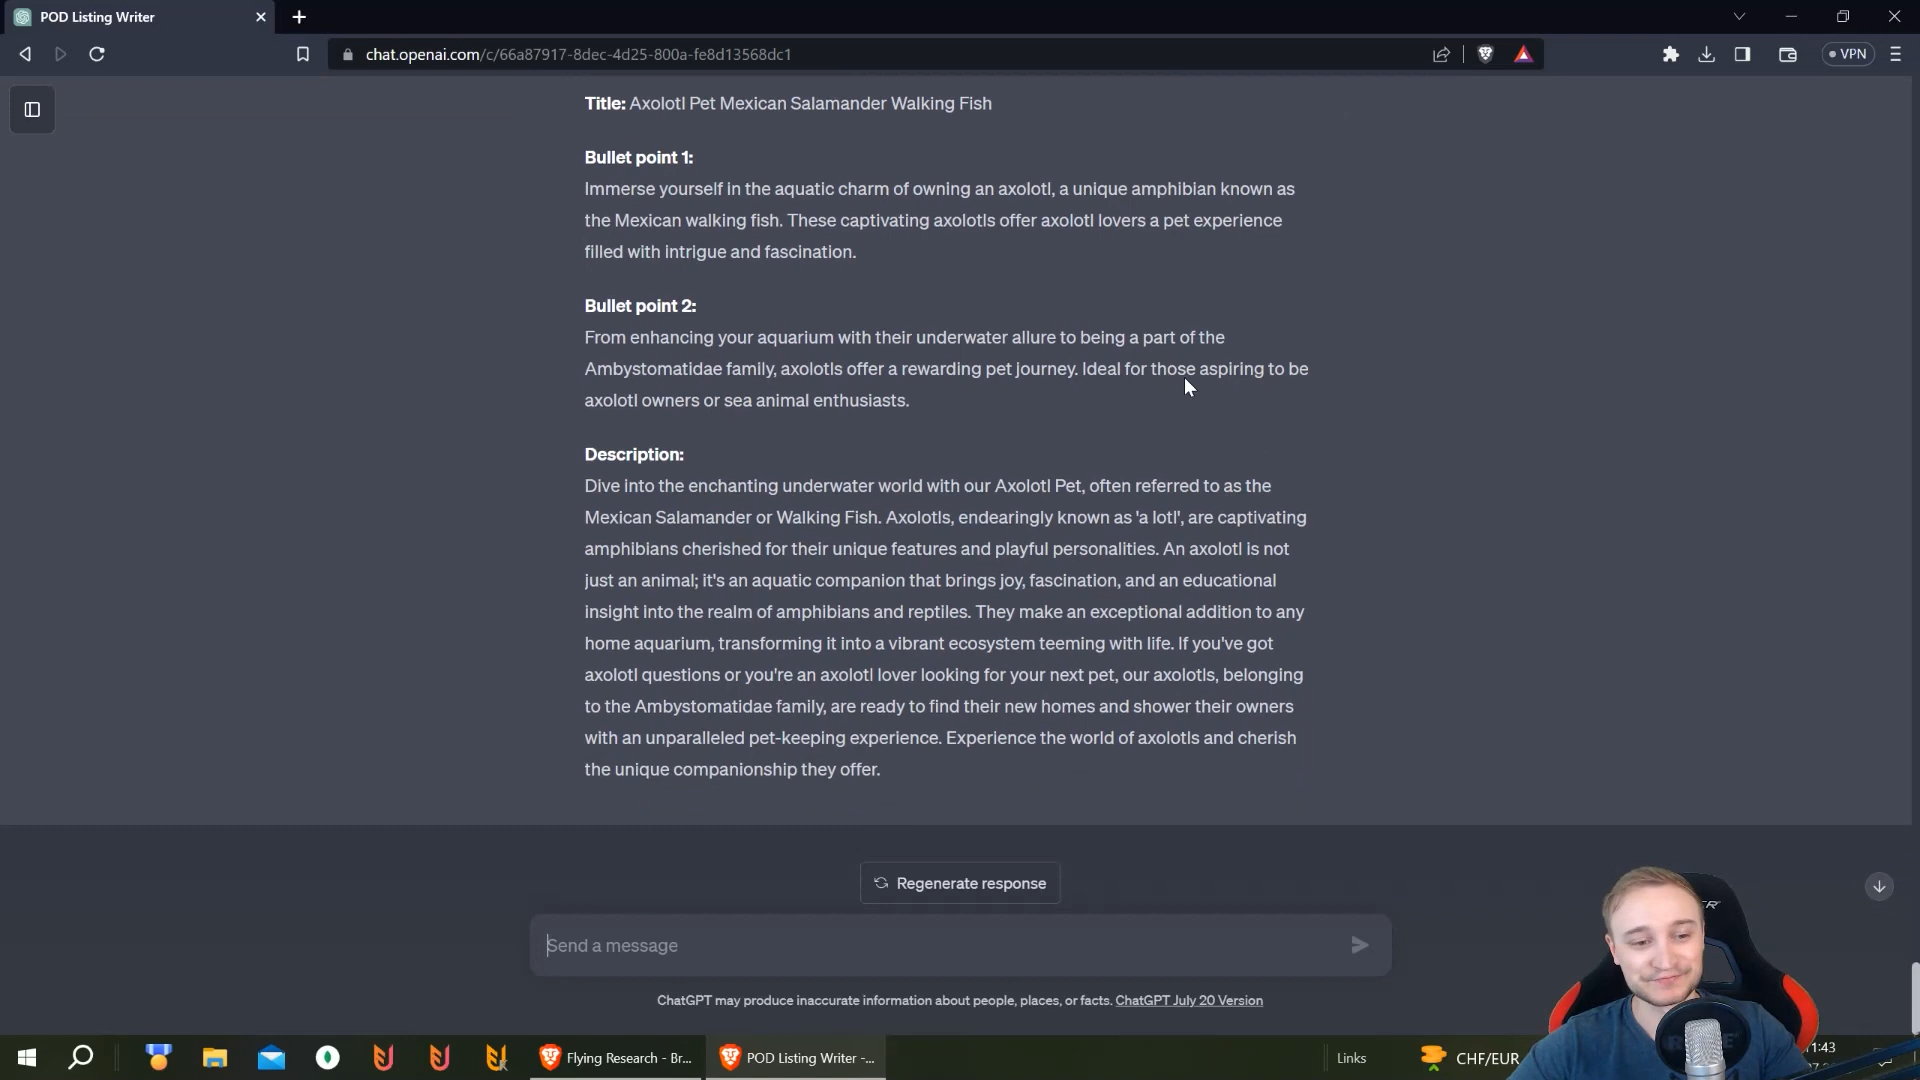 POD Listing Writer
chat.openai.com/c/66a87917-8dec-4d25-800a-fe8d13568dc1
VPN
Title: Axolotl Pet Mexican Salamander Walking Fish
Bullet point 1:
Immerse yourself in the aquatic charm of owning an axolotl, a unique amphibian known as
the Mexican walking fish. These captivating axolotls offer axolotl lovers a pet experience
filled with intrigue and fascination.
Bullet point 2:
From enhancing your aquarium with their underwater allure to being a part of the
Ambystomatidae family, axolotls offer a rewarding pet journey. Ideal for those aspiring to be
axolotl owners or sea animal enthusiasts.
Description:
Dive into the enchanting underwater world with our Axolotl Pet, often referred to as the
Mexican Salamander or Walking Fish. Axolotls, endearingly known as 'a lotl', are captivating
amphibians cherished for their unique features and playful personalities. An axolotl is not
just an animal; it's an aquatic companion that brings joy, fascination, and an educational
insight into the realm of amphibians and reptiles. They make an exceptional addition to any
home aquarium, transforming it into a vibrant ecosystem teeming with life. If you've got
axolotl questions or you're an axolotl lover looking for your next pet, our axolotls, belonging
to the Ambystomatidae family, are ready to find their new homes and shower their owners
with an unparalleled pet-keeping experience. Experience the world of axolotls and cherish
the unique companionship they offer.
Regenerate response
Send a message
ChatGPT may produce inaccurate information about people, places, or facts. ChatGPT July 20 Version
Flying Research - Br...
POD Listing Writer -...
Links
CHF/EUR
11:43